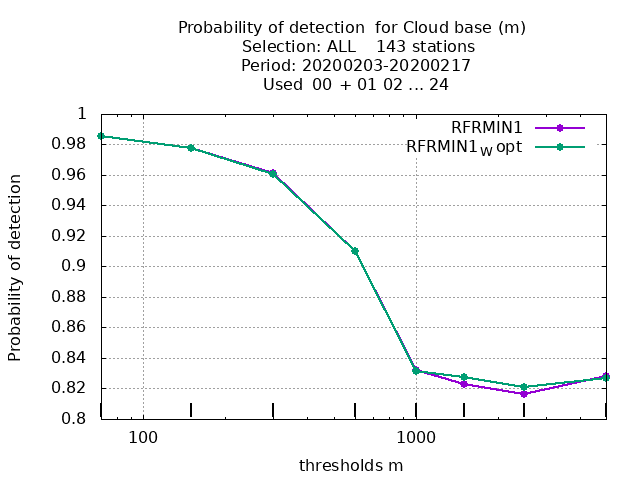 Probability of detection  for Cloud base (m)
Selection: ALL    143 stations
Period: 20200203-20200217
Used  00 + 01 02 ... 24
RFRMIN1
RFRMIN1W opt
Probability of detection
1
0.98
0.96
0.94
0.92
0.9
0.88
0.86
0.84
0.82
0.8
100
1000
thresholds m